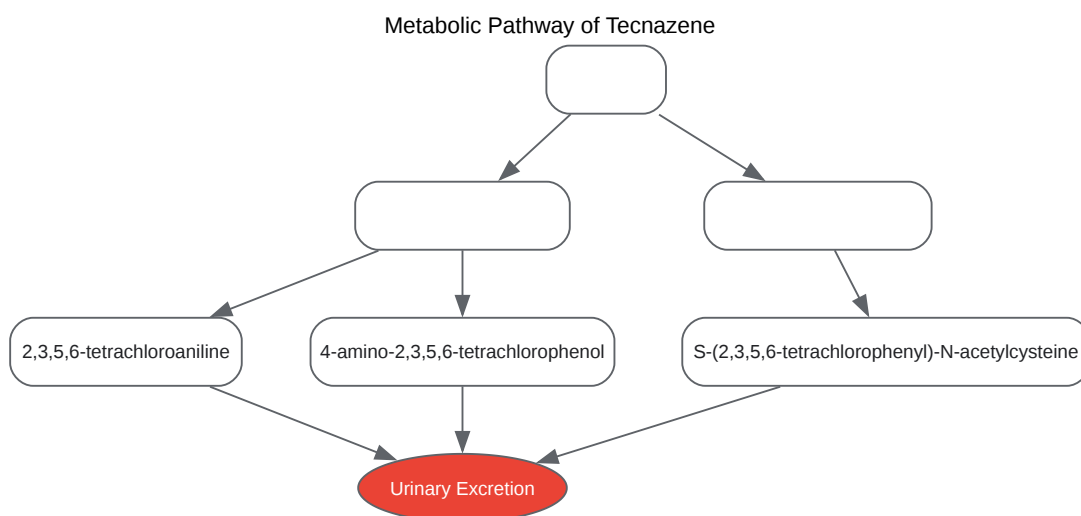 Metabolic Pathway of Tecnazene
2,3,5,6-tetrachloroaniline
4-amino-2,3,5,6-tetrachlorophenol
S-(2,3,5,6-tetrachlorophenyl)-N-acetylcysteine
Urinary Excretion